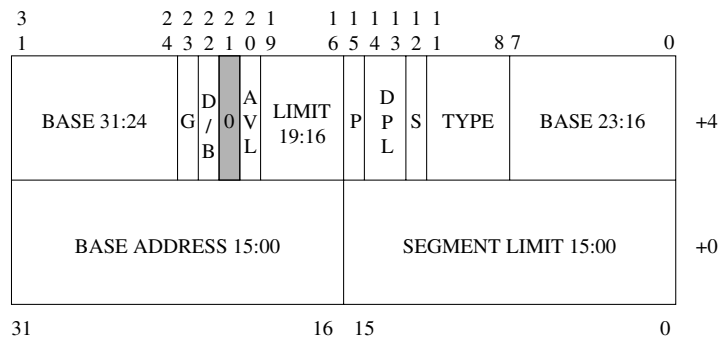 3 2 2 2 2 2 1 1 1 1 1 1 1
1 4 3 2 1 0 9 6 5 4 3 2 1 8 7 0
BASE 31:24 G D/B 0 AVL LIMIT 19:16 P DPL S TYPE BASE 23:16 +4
BASE ADDRESS 15:00 SEGMENT LIMIT 15:00 +0
31 16 15 0